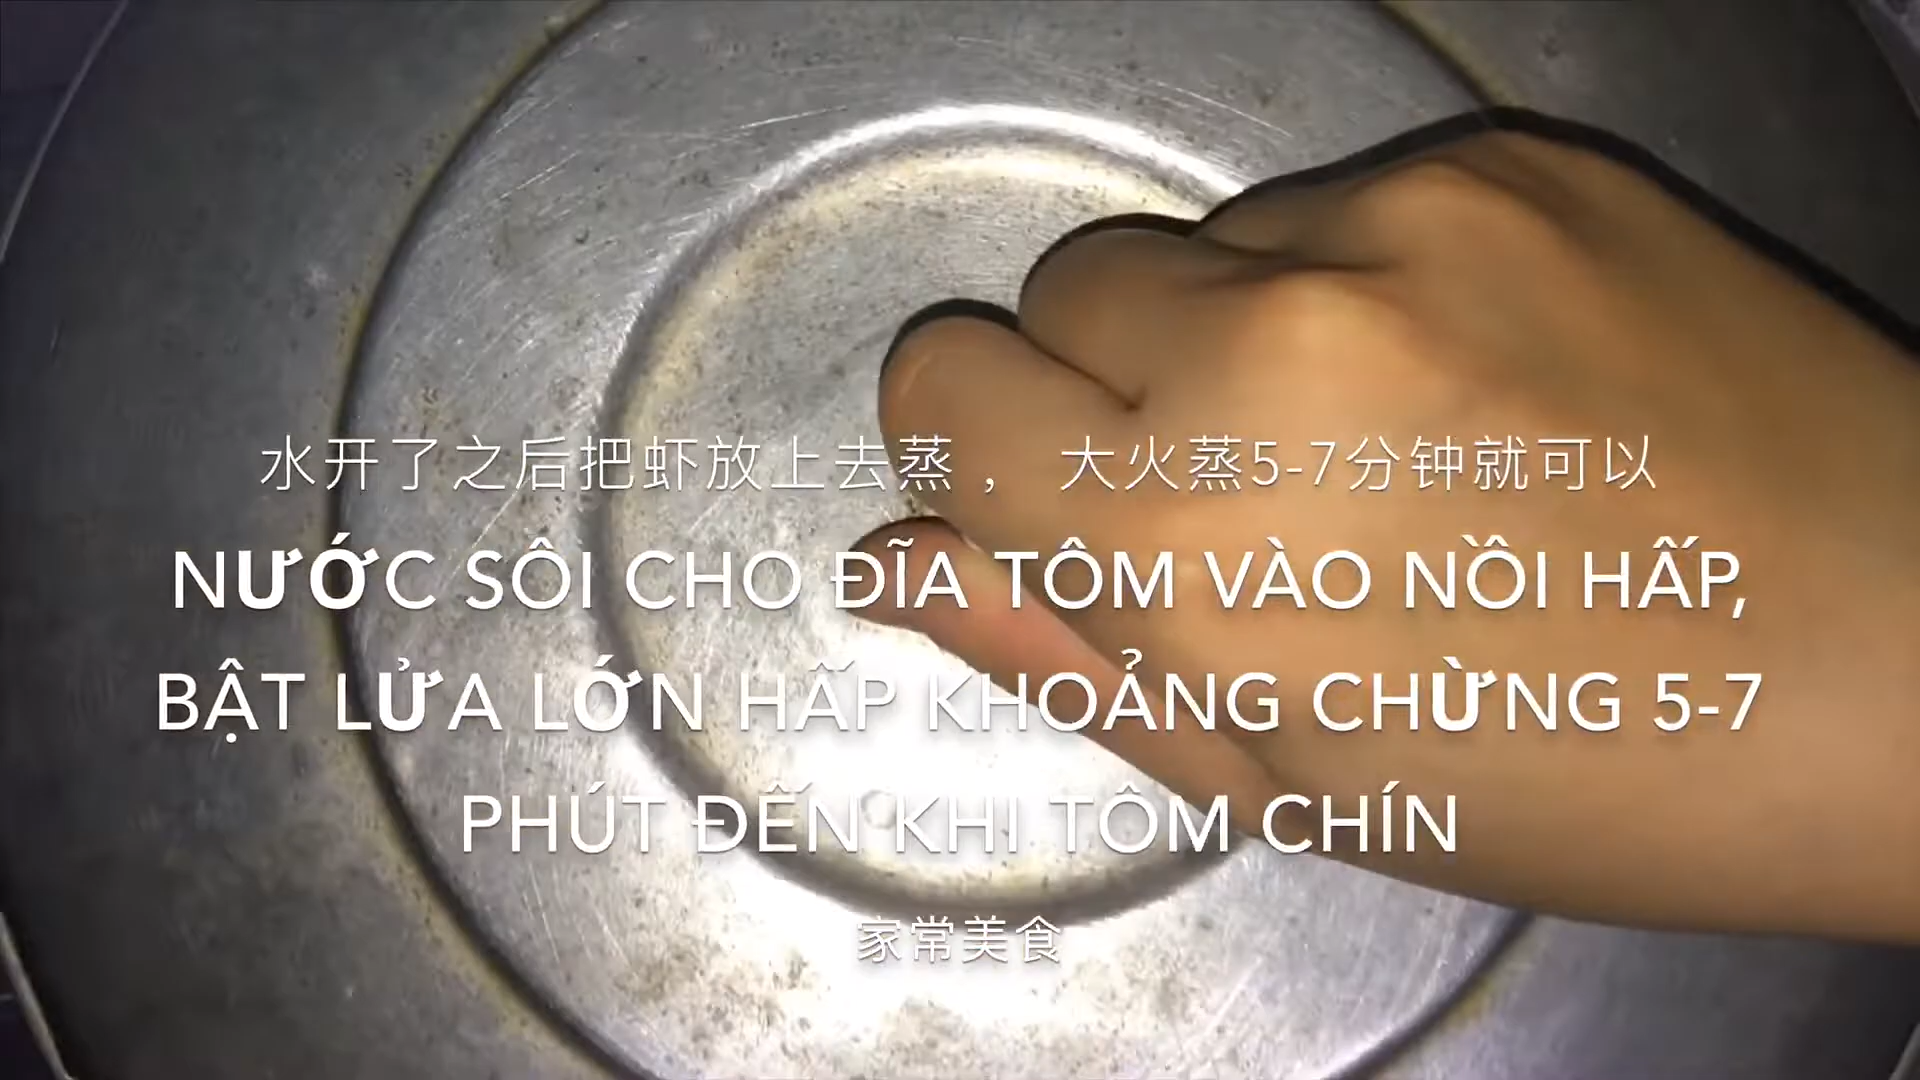 水开了之后把虾放上去蒸， 大火蒸5-7分钟就可以
NƯỚC SÔI CHO ĐĨA TÔM VÀO NỒI HẤP,
BẬT LỬA LỚN HẤP KHOẢNG CHỪNG 5-7
PHÚT ĐẾN KHI TÔM CHÍN
家常美食